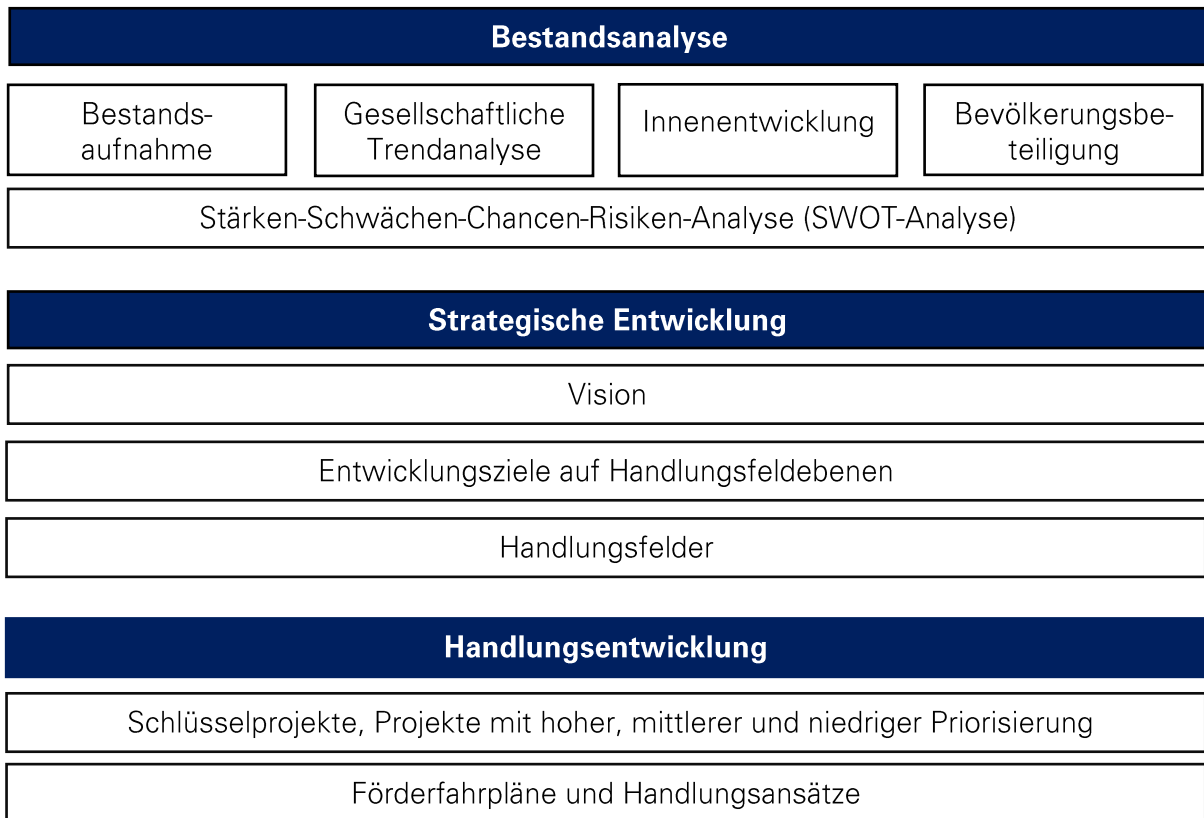 Bestandsanalyse
Bestands-
aufnahme
Gesellschaftliche
Trendanalyse
Innenentwicklung
Bevölkerungsbe-
teiligung
Stärken-Schwächen-Chancen-Risiken-Analyse (SWOT-Analyse)
Strategische Entwicklung
Vision
Entwicklungsziele auf Handlungsfeldebenen
Handlungsfelder
Handlungsentwicklung
Schlüsselprojekte, Projekte mit hoher, mittlerer und niedriger Priorisierung
Förderfahrpläne und Handlungsansätze